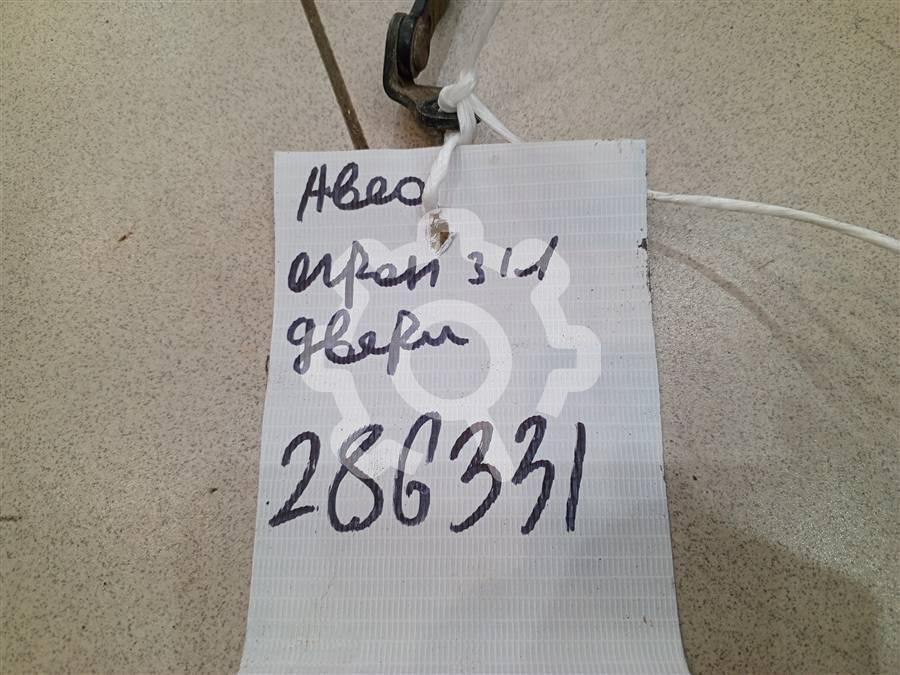 Авео
огран з/л
двери
286331